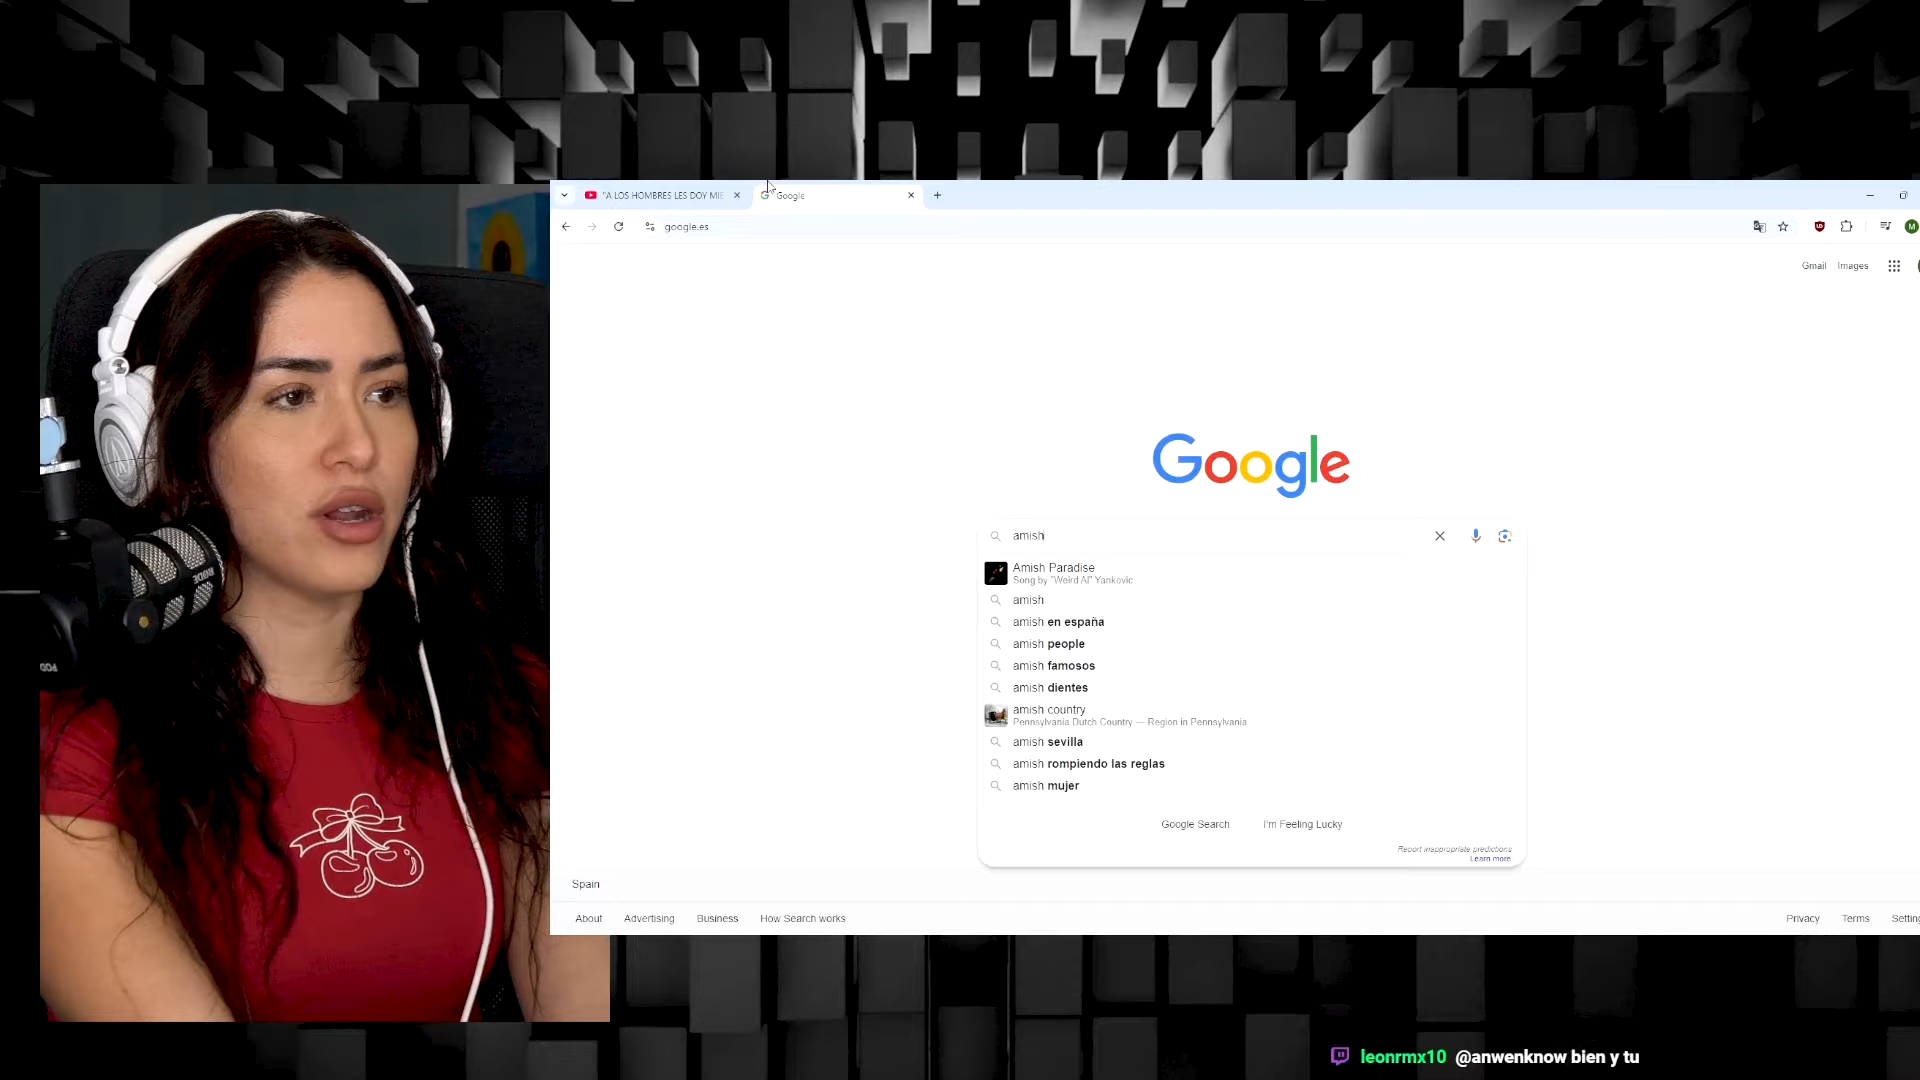 "A LOS HOMBRES LES DOY MIE
Google
google.es
M
Gmail
Images
Google
amish
Amish Paradise
Song by "Weird Al" Yankovic
amish
amish en españa
amish people
amish famosos
amish dientes
amish country
Pennsylvania Dutch Country — Region in Pennsylvania
amish sevilla
amish rompiendo las reglas
amish mujer
Google Search
I'm Feeling Lucky
Report inappropriate predictions
Learn more
Spain
About
Advertising
Business
How Search works
Privacy
Terms
Setting
RØDE
leonrmx10 @anwenknow bien y tu